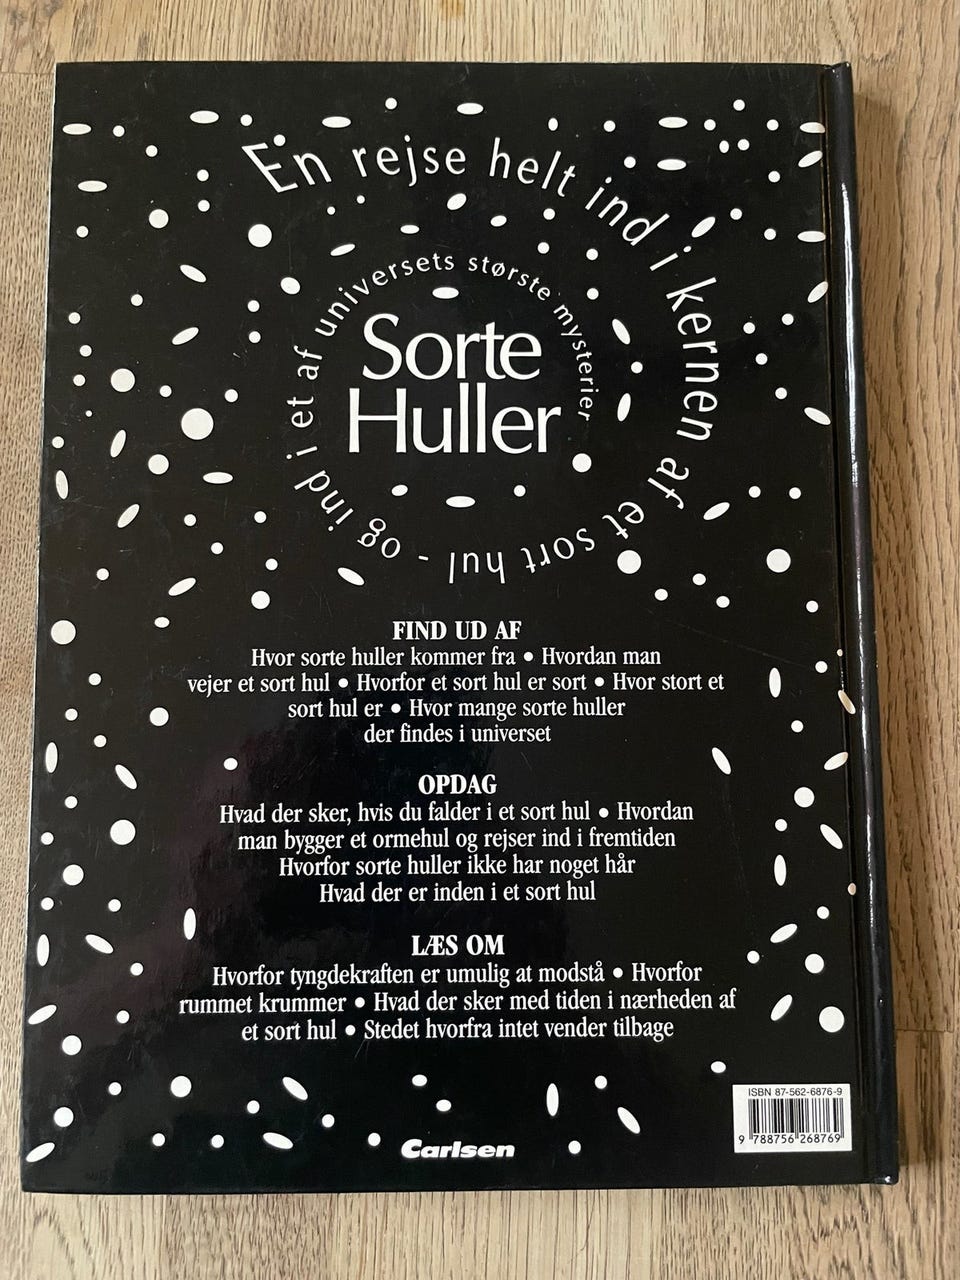 En rejse helt ind i kernen af et sort hul - og ind i et af universets største mysterier
Sorte
Huller
FIND UD AF
Hvor sorte huller kommer fra • Hvordan man
vejer et sort hul • Hvorfor et sort hul er sort • Hvor stort et
sort hul er • Hvor mange sorte huller
der findes i universet
OPDAG
Hvad der sker, hvis du falder i et sort hul • Hvordan
man bygger et ormehul og rejser ind i fremtiden
Hvorfor sorte huller ikke har noget hår
Hvad der er inden i et sort hul
LÆS OM
Hvorfor tyngdekraften er umulig at modstå • Hvorfor
rummet krummer • Hvad der sker med tiden i nærheden af
et sort hul • Stedet hvorfra intet vender tilbage
ISBN 87-562-6876-9
9 788756 268769
Carlsen